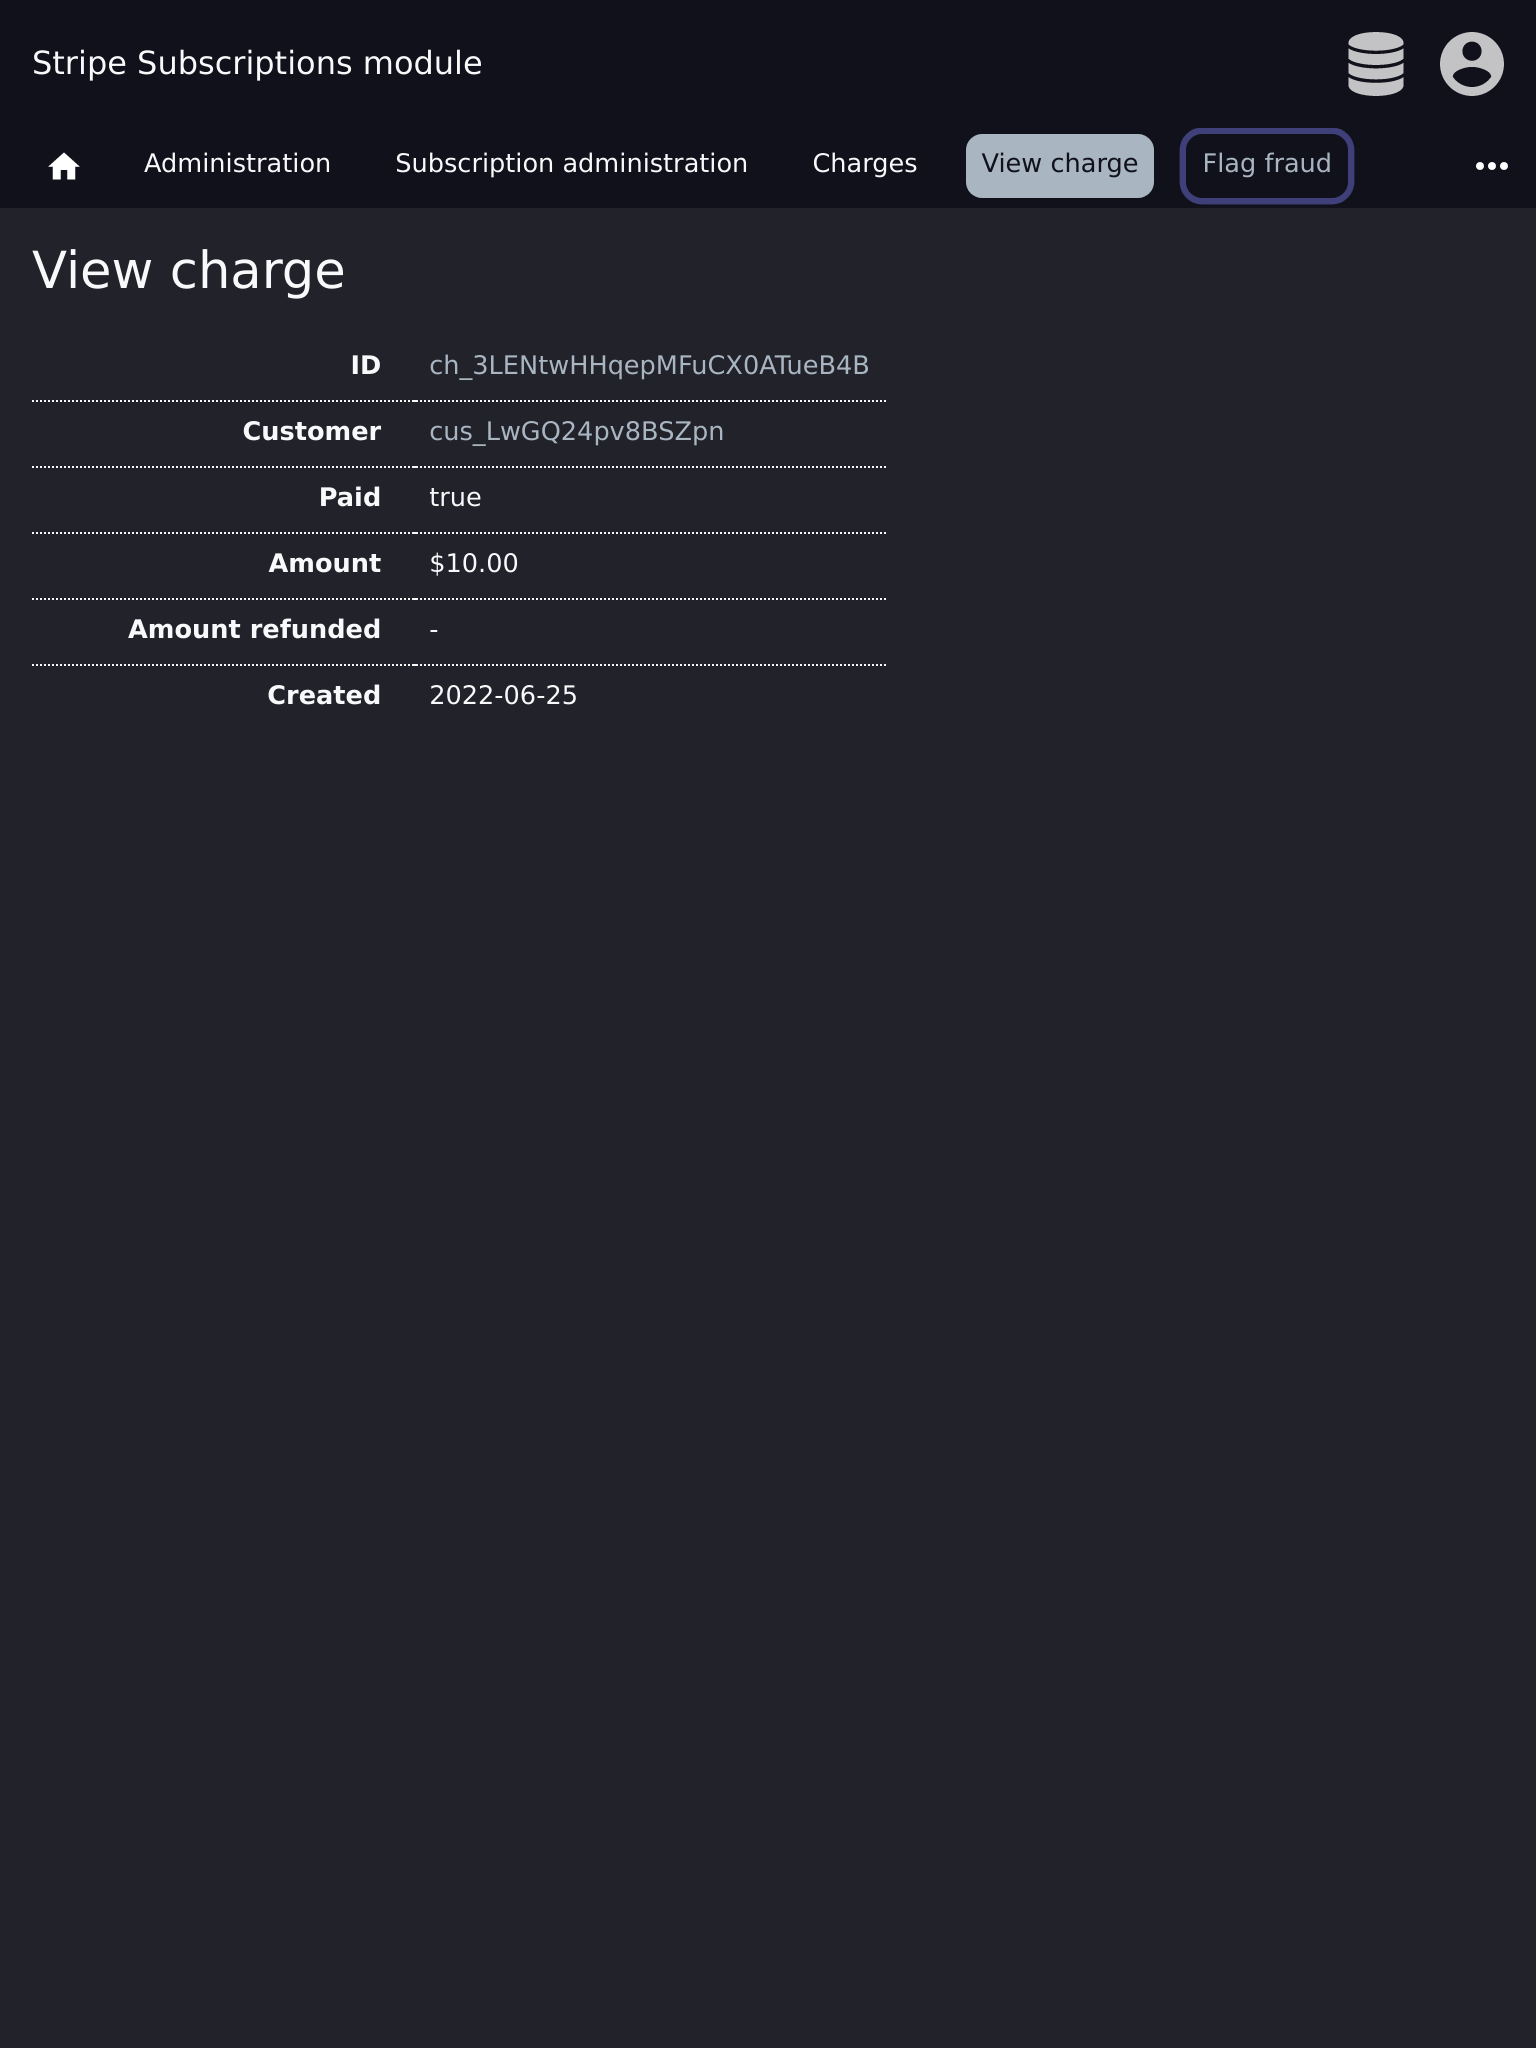 Stripe Subscriptions module
Administration Subscription administration Charges View charge Flag fraud
View charge
ID ch_3LENtwHHqepMFuCX0ATueB4B
Customer cus_LwGQ24pv8BSZpn
Paid true
Amount $10.00
Amount refunded -
Created 2022-06-25